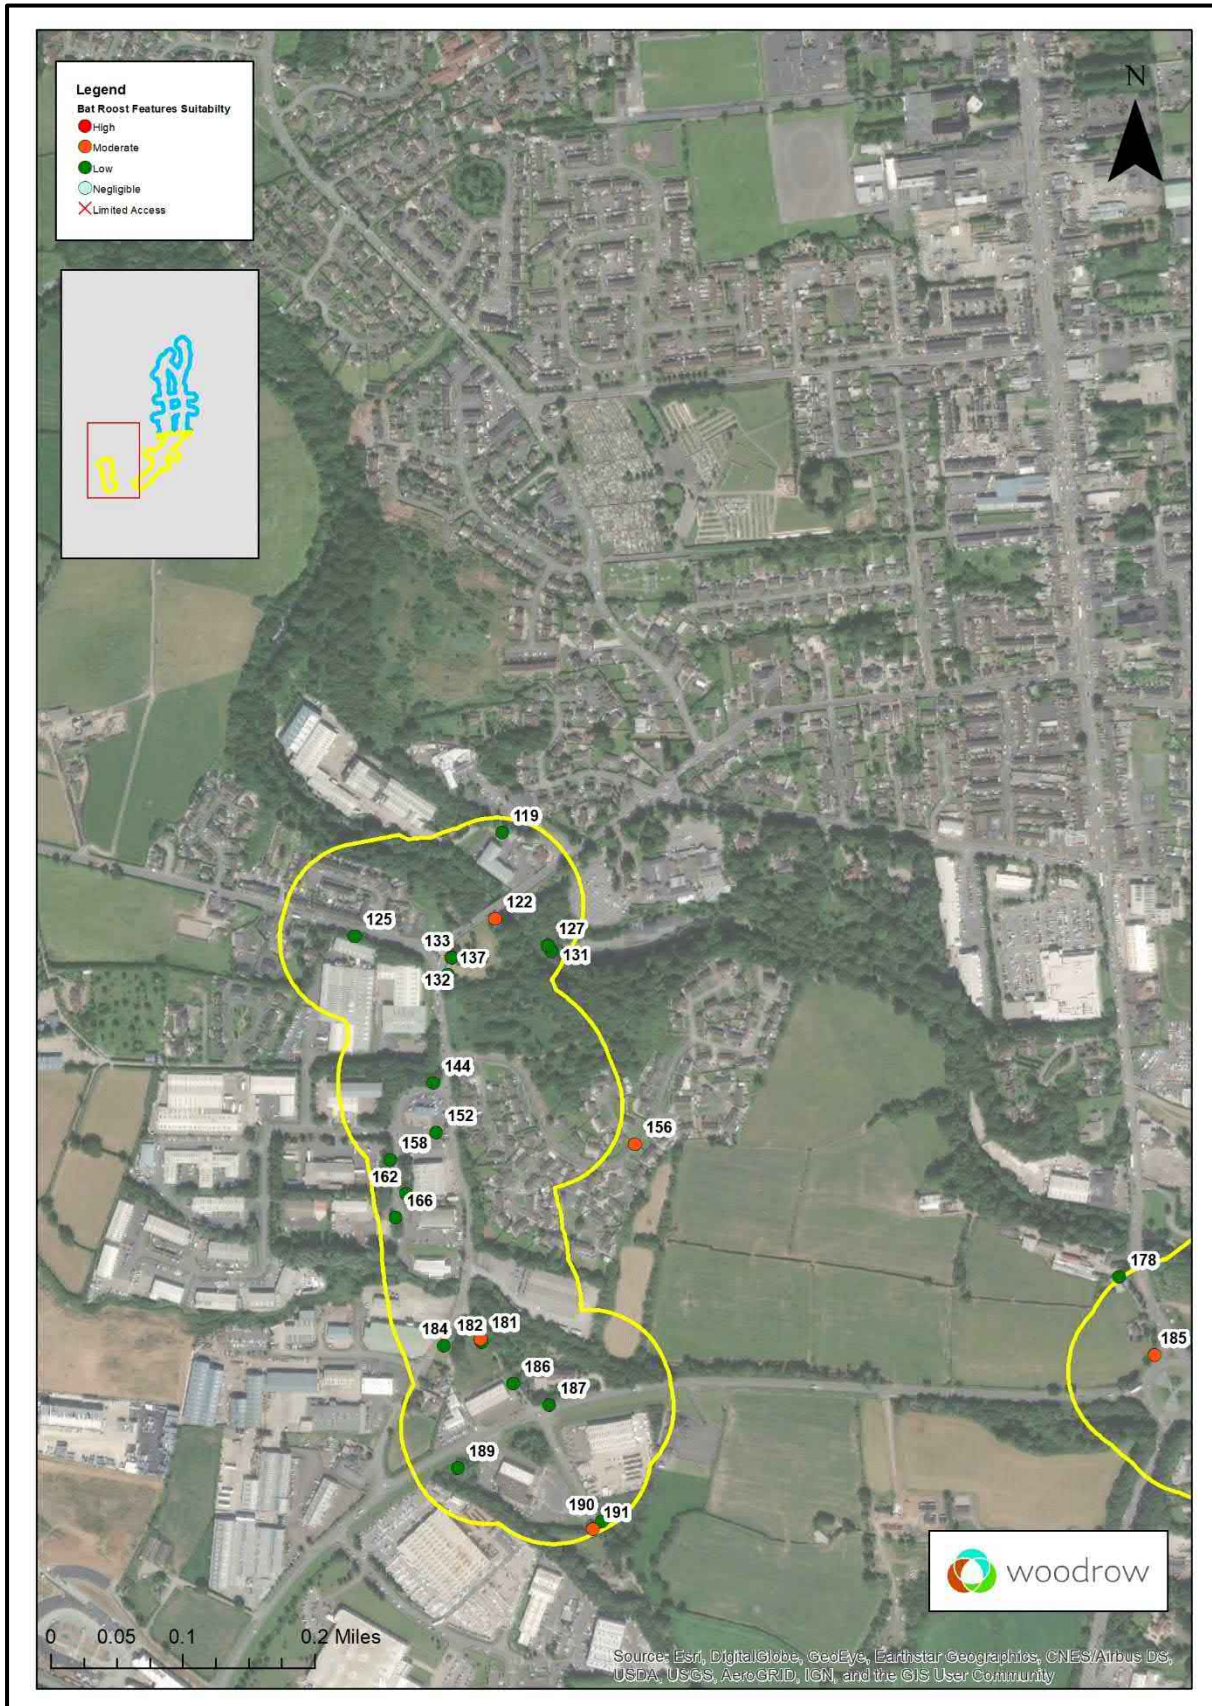 Legend
Bat Roost Features Suitabilty
High
Moderate
Low
Negligible
Limited Access
N
119
122
125
127
133
137
131
132
144
152
156
158
162
166
178
182 181
184
185
186
187
189
190
191
woodrow
0 0.05 0.1 0.2 Miles
Source: Esri, DigitalGlobe, GeoEye, Earthstar Geographics, CNES/Airbus DS,
USDA, USGS, AeroGRID, IGN, and the GIS User Community